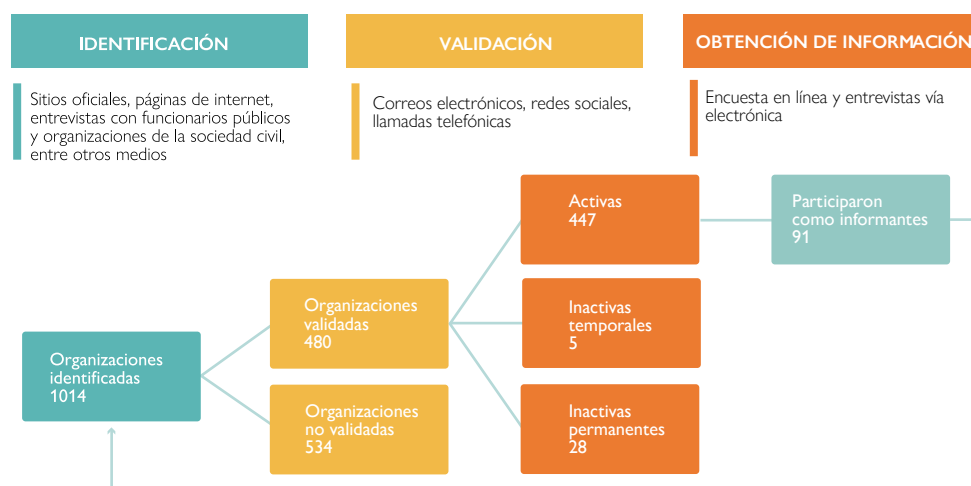 IDENTIFICACIÓN
Sitios oficiales, páginas de internet,
entrevistas con funcionarios públicos
y organizaciones de la sociedad civil,
entre otros medios
VALIDACIÓN
Correos electrónicos, redes sociales,
llamadas telefónicas
OBTENCIÓN DE INFORMACIÓN
Encuesta en línea y entrevistas vía
electrónica
Organizaciones
identificadas
1014
Organizaciones
validadas
480
Organizaciones
no validadas
534
Activas
447
Inactivas
temporales
5
Inactivas
permanentes
28
Participaron
como informantes
91